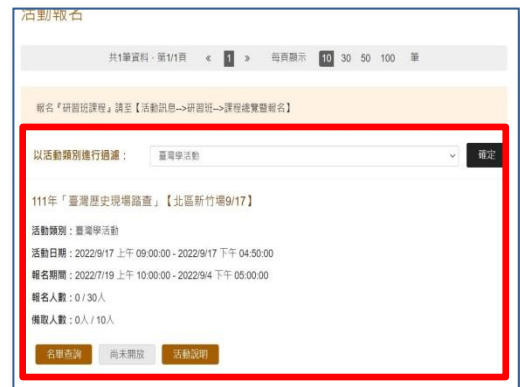 活動報名
共1筆資料 - 第1/1頁 « 1 » 每頁顯示 10 30 50 100 筆
報名『研習班課程』請至【活動訊息-->研習班-->課程總覽暨報名】
以活動類別進行過濾： 臺灣學活動 確定
111年「臺灣歷史現場踏查」【北區新竹場9/17】
活動類別：臺灣學活動
活動日期：2022/9/17 上午 09:00:00 - 2022/9/17 下午 04:50:00
報名期間：2022/7/19 上午 10:00:00 - 2022/9/4 下午 05:00:00
報名人數：0 / 30人
備取人數：0人 / 10人
名單查詢 尚未開放 活動說明